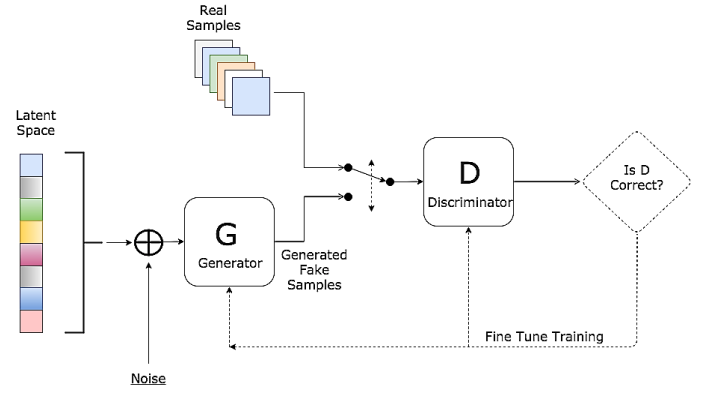 Real
Samples
Latent
Space
D
Discriminator
Is D
Correct?
G
Generator
Generated
Fake
Samples
Fine Tune Training
Noise